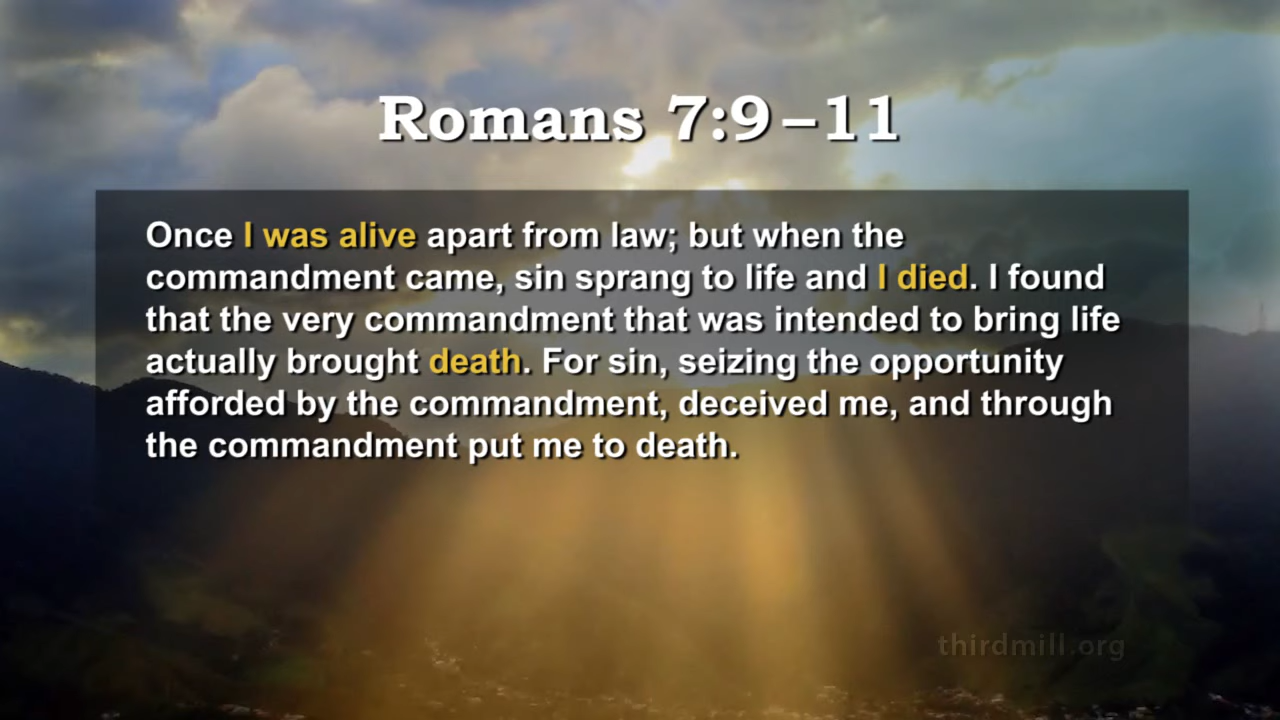 Romans 7:9–11
Once I was alive apart from law; but when the
commandment came, sin sprang to life and I died. I found
that the very commandment that was intended to bring life
actually brought death. For sin, seizing the opportunity
afforded by the commandment, deceived me, and through
the commandment put me to death.
thirdmill.org